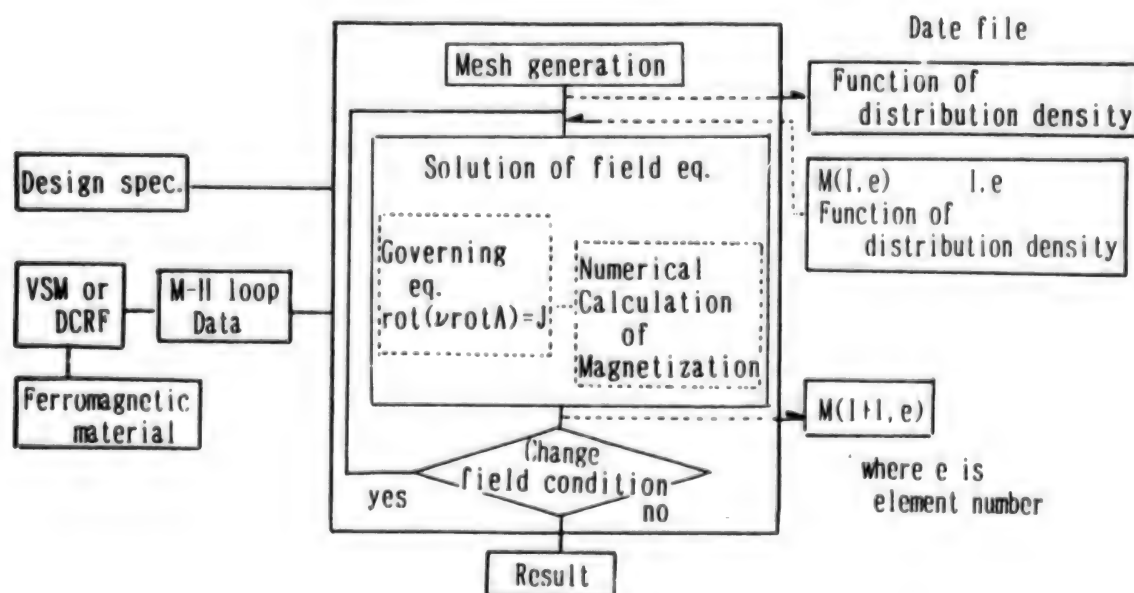 Date file
Mesh generation
Function of
distribution density
Design spec.
Solution of field eq.
M(I,e) I,e
Function of
distribution density
Governing
eq.
rot(νrotA)=J
Numerical
Calculation
of
Magnetization
VSM or
DCRF
M-H loop
Data
Ferromagnetic
material
M(I+1,e)
Change
field condition
yes
no
where e is
element number
Result